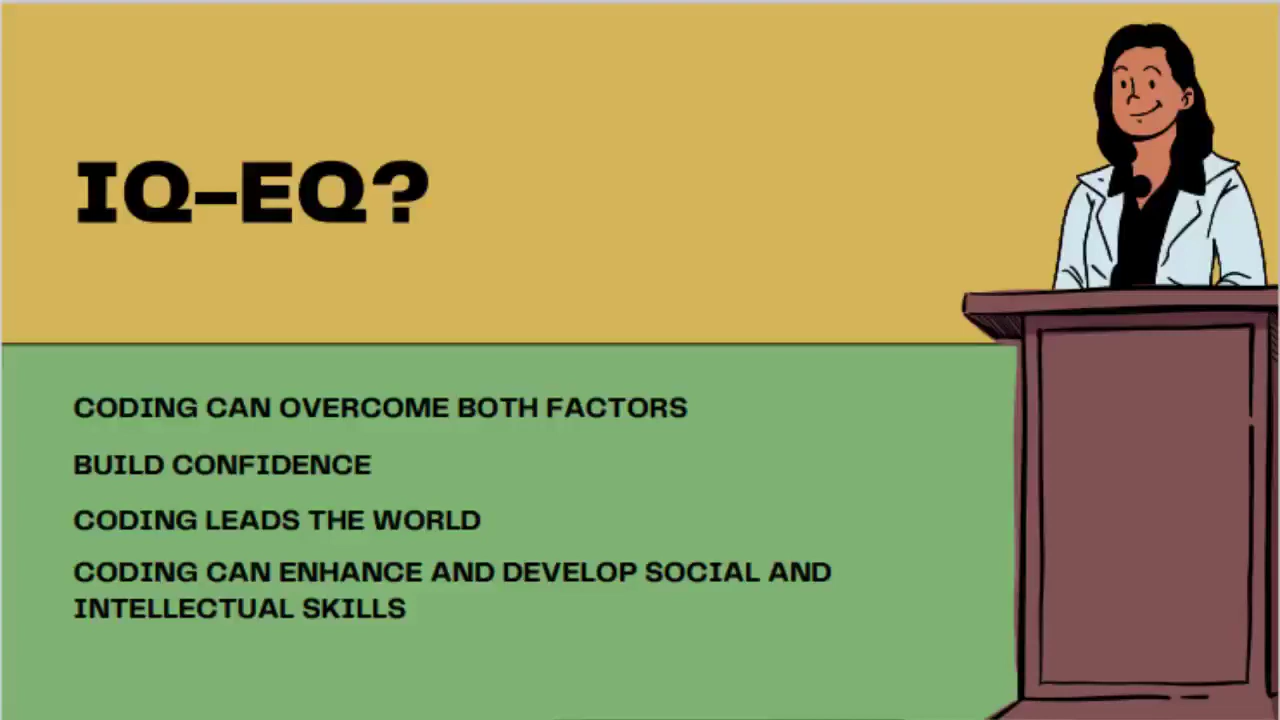 IQ-EQ?
CODING CAN OVERCOME BOTH FACTORS
BUILD CONFIDENCE
CODING LEADS THE WORLD
CODING CAN ENHANCE AND DEVELOP SOCIAL AND
INTELLECTUAL SKILLS